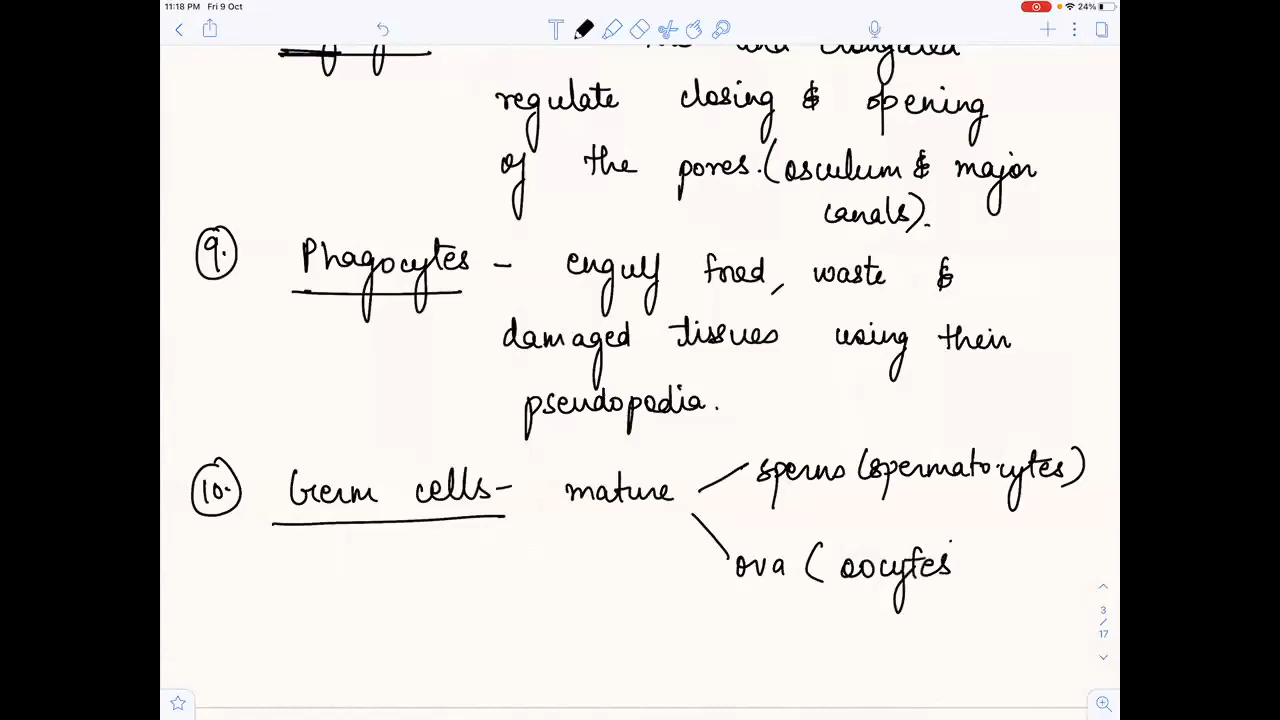 11:18 PM Fri 9 Oct
24%
elongated
regulate closing & opening
of the pores. (osculum & major
canals).
9. Phagocytes - engulf food, waste &
damaged tissues using their
pseudopodia.
10. Germ cells - mature sperms (spermatocytes)
ova ( oocytes
3
/
17